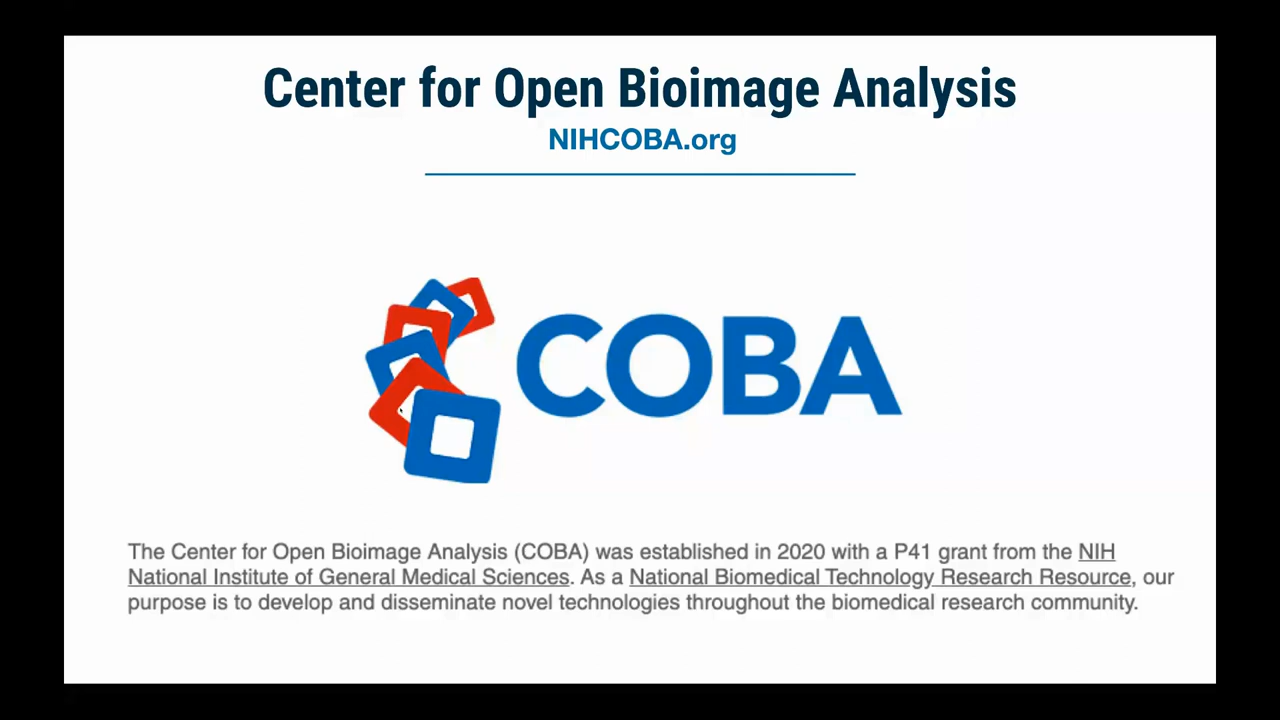 Center for Open Bioimage Analysis
NIHCOBA.org
COBA
The Center for Open Bioimage Analysis (COBA) was established in 2020 with a P41 grant from the NIH
National Institute of General Medical Sciences. As a National Biomedical Technology Research Resource, our
purpose is to develop and disseminate novel technologies throughout the biomedical research community.